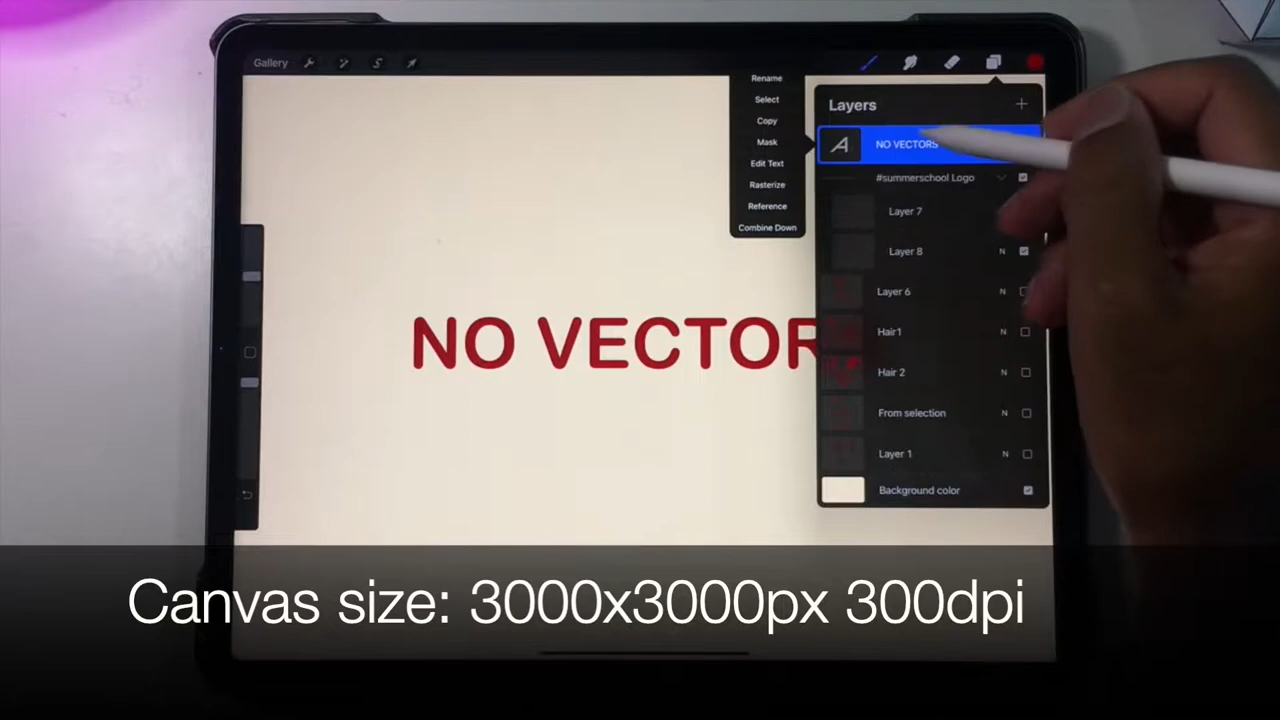 Gallery
Rename
Select
Copy
Mask
Edit Text
Rasterize
Reference
Combine Down
Layers
NO VECTORS
#summerschool Logo
Layer 7
Layer 8 N
Layer 6 N
Hair1 N
Hair 2 N
From selection N
Layer 1 N
Background color
NO VECTOR
Canvas size: 3000x3000px 300dpi